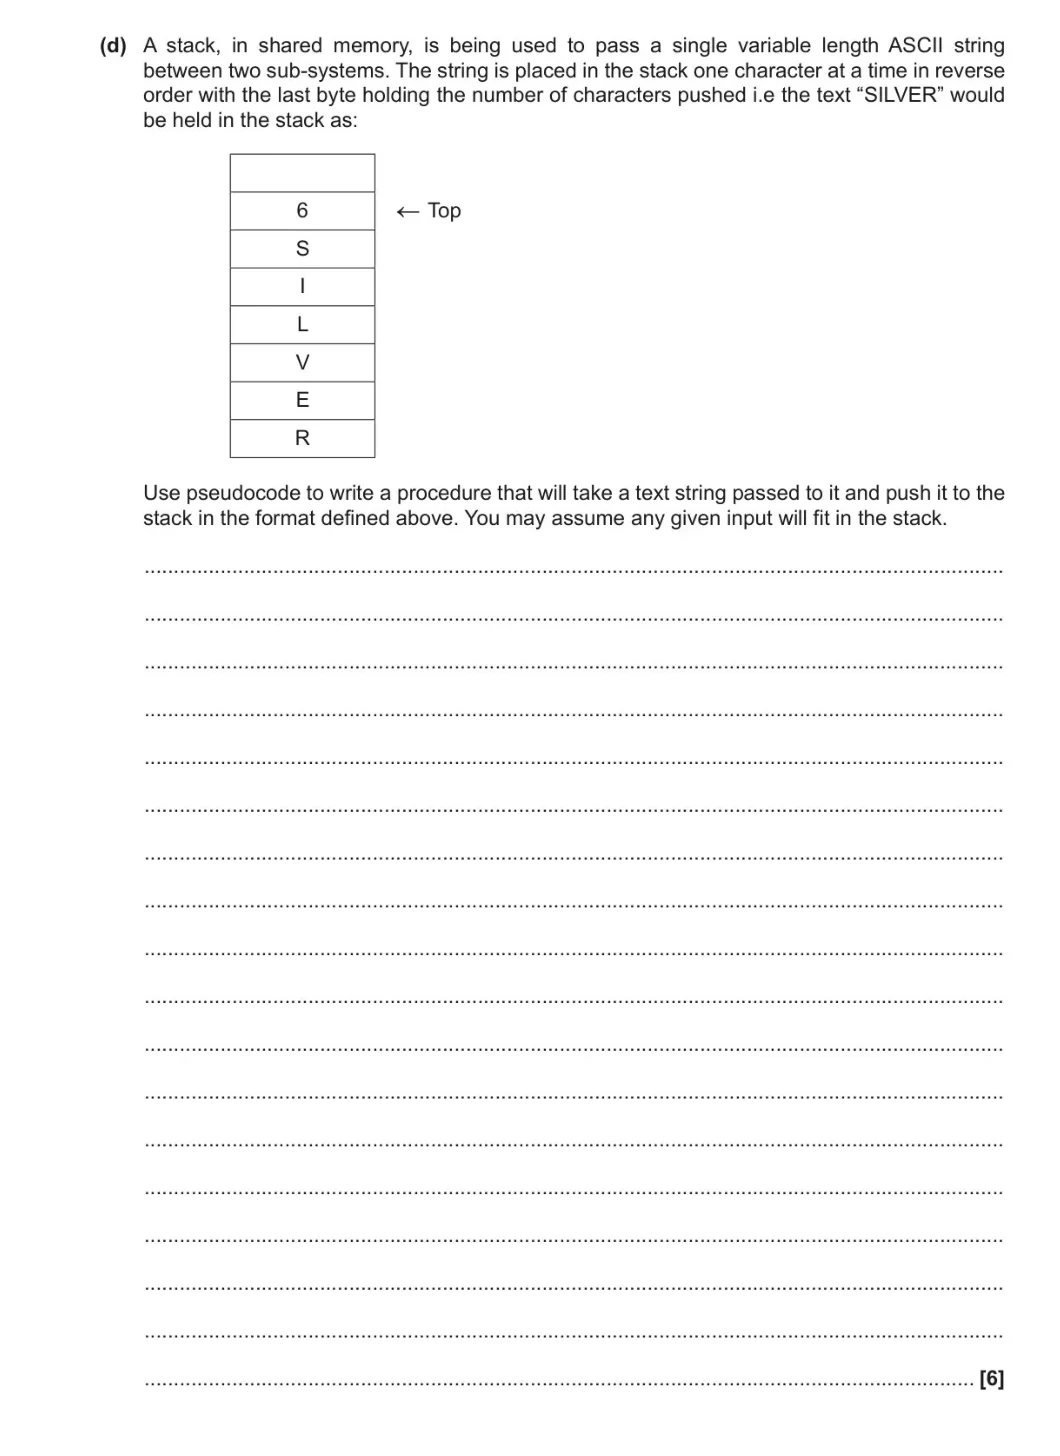 (d) A stack, in shared memory, is being used to pass a single variable length ASCII string
between two sub-systems. The string is placed in the stack one character at a time in reverse
order with the last byte holding the number of characters pushed i.e the text “SILVER” would
be held in the stack as:
6 ← Top
S
I
L
V
E
R
Use pseudocode to write a procedure that will take a text string passed to it and push it to the
stack in the format defined above. You may assume any given input will fit in the stack.
[6]